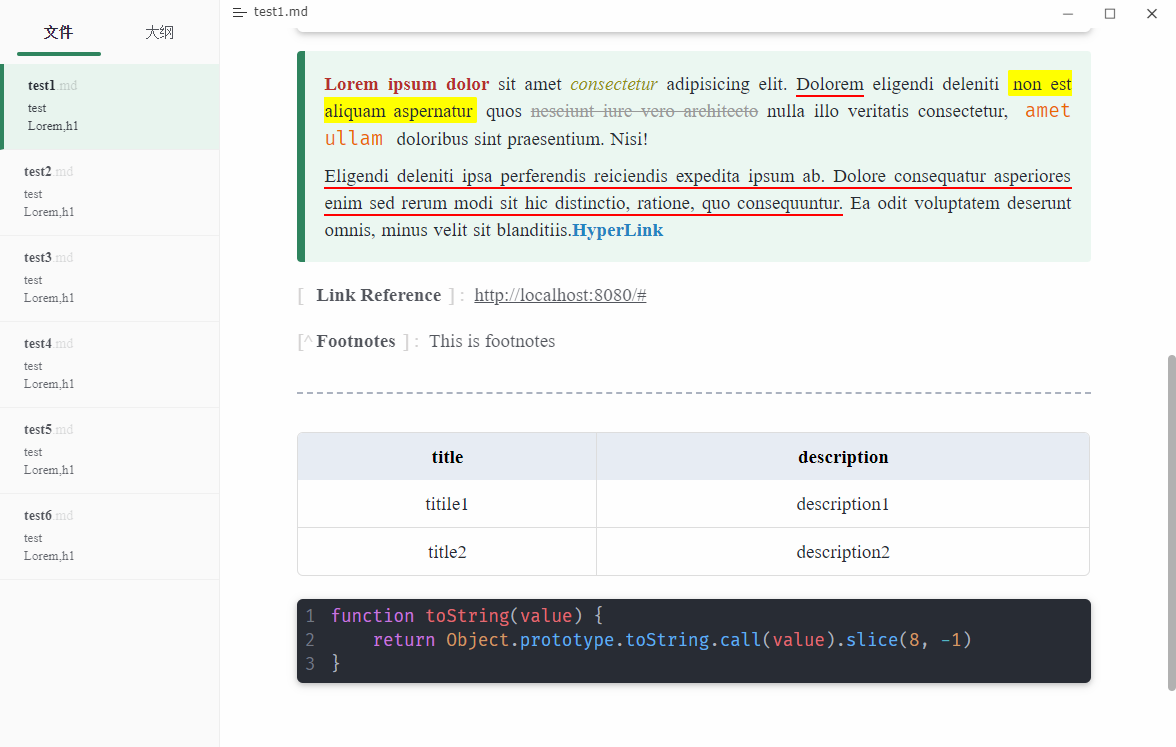 文件 大纲
test1.md
test
Lorem,h1
test2.md
test
Lorem,h1
test3.md
test
Lorem,h1
test4.md
test
Lorem,h1
test5.md
test
Lorem,h1
test6.md
test
Lorem,h1
test1.md
Lorem ipsum dolor sit amet consectetur adipisicing elit. Dolorem eligendi deleniti non est
aliquam aspernatur quos nesciunt iure vero architecto nulla illo veritatis consectetur, amet
ullam doloribus sint praesentium. Nisi!
Eligendi deleniti ipsa perferendis reiciendis expedita ipsum ab. Dolore consequatur asperiores
enim sed rerum modi sit hic distinctio, ratione, quo consequuntur. Ea odit voluptatem deserunt
omnis, minus velit sit blanditiis.HyperLink
[ Link Reference ] : http://localhost:8080/#
[^ Footnotes ] : This is footnotes
title description
titile1 description1
title2 description2
1 function toString(value) {
2     return Object.prototype.toString.call(value).slice(8, -1)
3 }